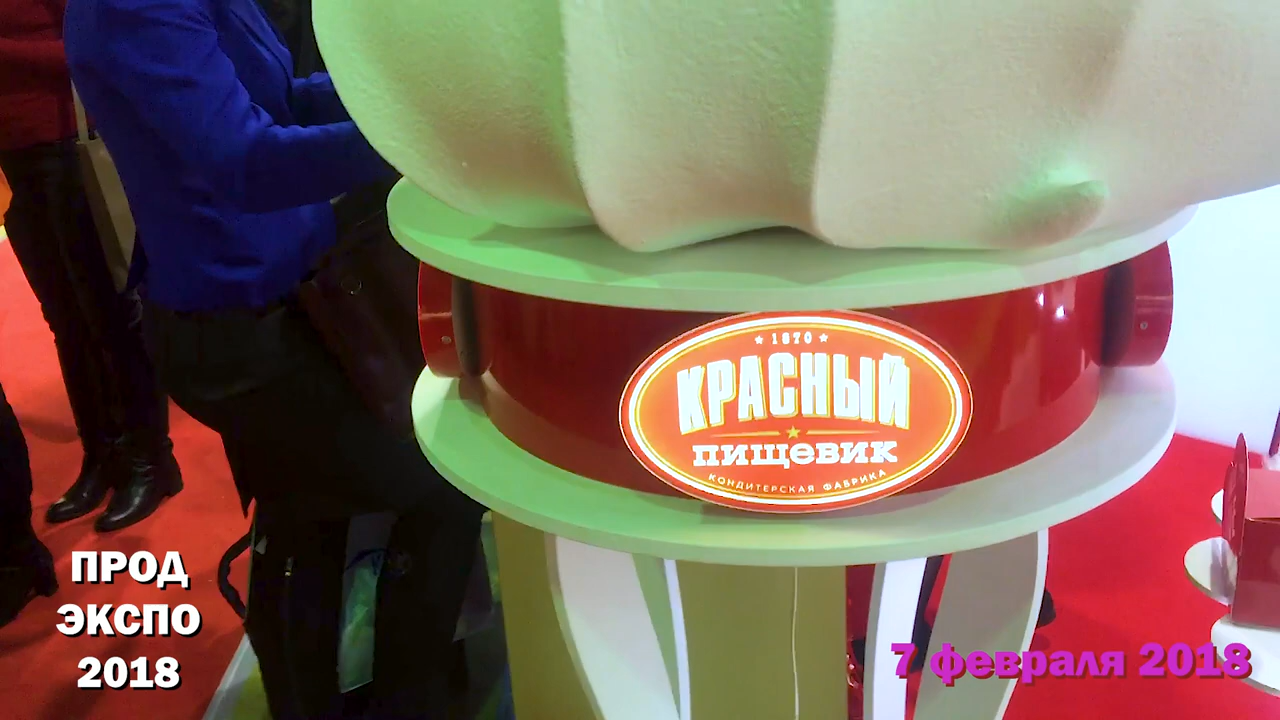 ★ 1870 ★
КРАСНЫЙ
ПИЩЕВИК
КОНДИТЕРСКАЯ ФАБРИКА
ПРОД
ЭКСПО
2018
7 февраля 2018